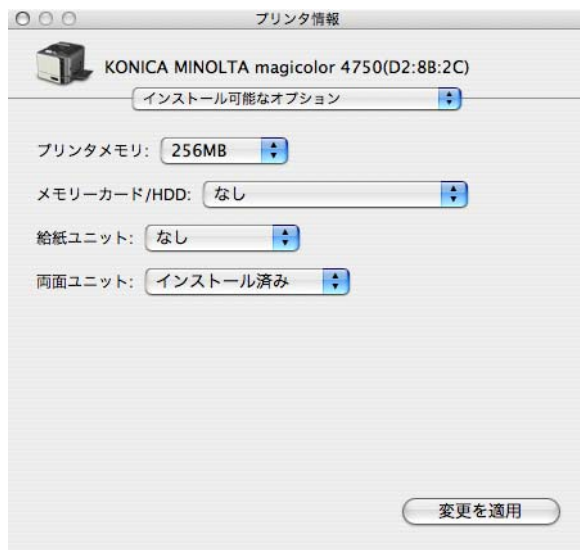 プリンタ情報
KONICA MINOLTA magicolor 4750(D2:8B:2C)
インストール可能なオプション
プリンタメモリ: 256MB
メモリーカード/HDD: なし
給紙ユニット: なし
両面ユニット: インストール済み
変更を適用